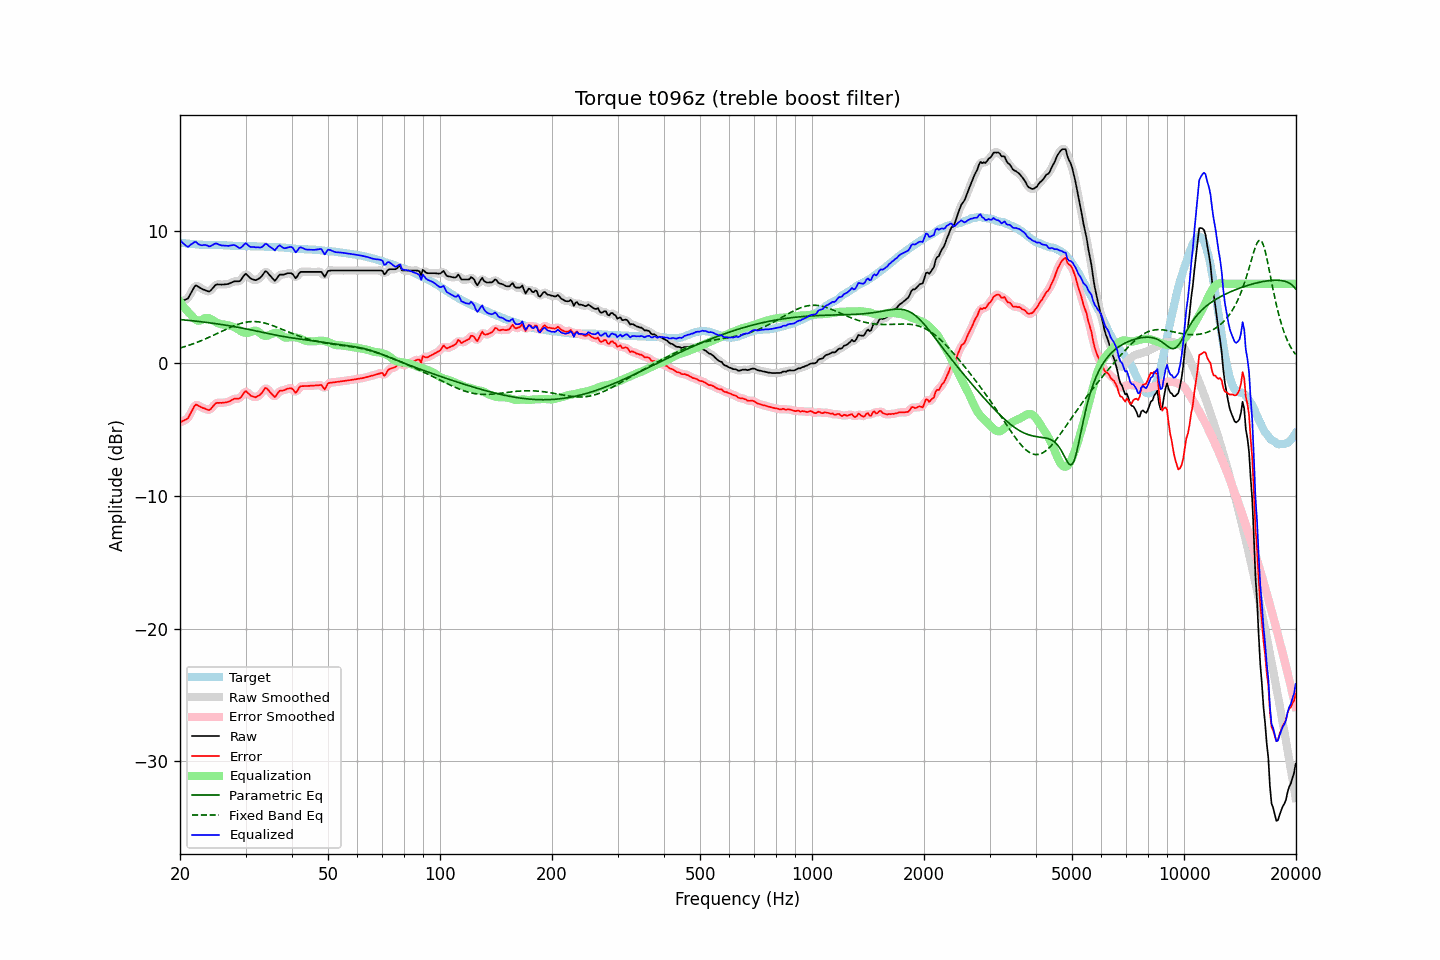 Torque t096z (treble boost filter)
Amplitude (dBr)
10
0
−10
−20
−30
Target
Raw Smoothed
Error Smoothed
Raw
Error
Equalization
Parametric Eq
Fixed Band Eq
Equalized
20 50 100 200 500 1000 2000 5000 10000 20000
Frequency (Hz)